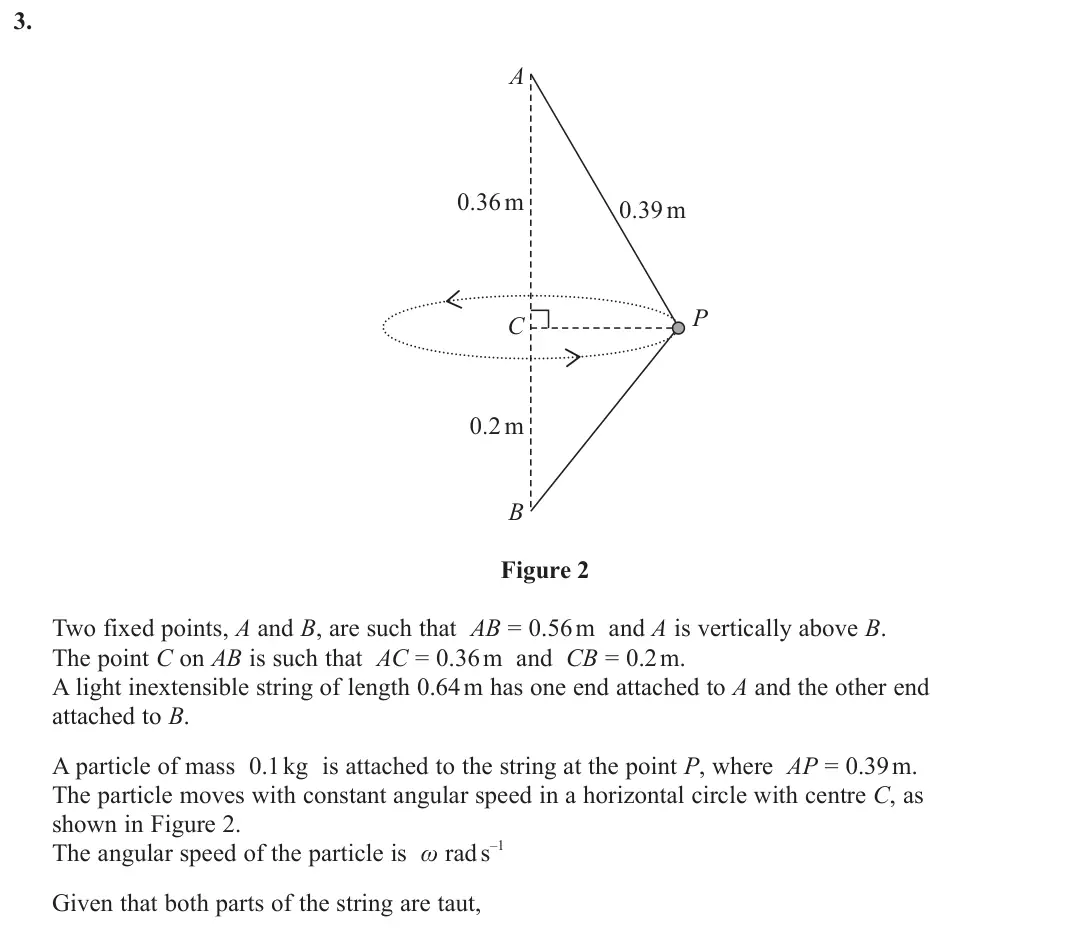 3.
A
0.36 m
0.39 m
C
P
0.2 m
B
Figure 2
Two fixed points, A and B, are such that AB = 0.56 m and A is vertically above B.
The point C on AB is such that AC = 0.36 m and CB = 0.2 m.
A light inextensible string of length 0.64 m has one end attached to A and the other end
attached to B.
A particle of mass 0.1 kg is attached to the string at the point P, where AP = 0.39 m.
The particle moves with constant angular speed in a horizontal circle with centre C, as
shown in Figure 2.
The angular speed of the particle is ω rad s⁻¹
Given that both parts of the string are taut,